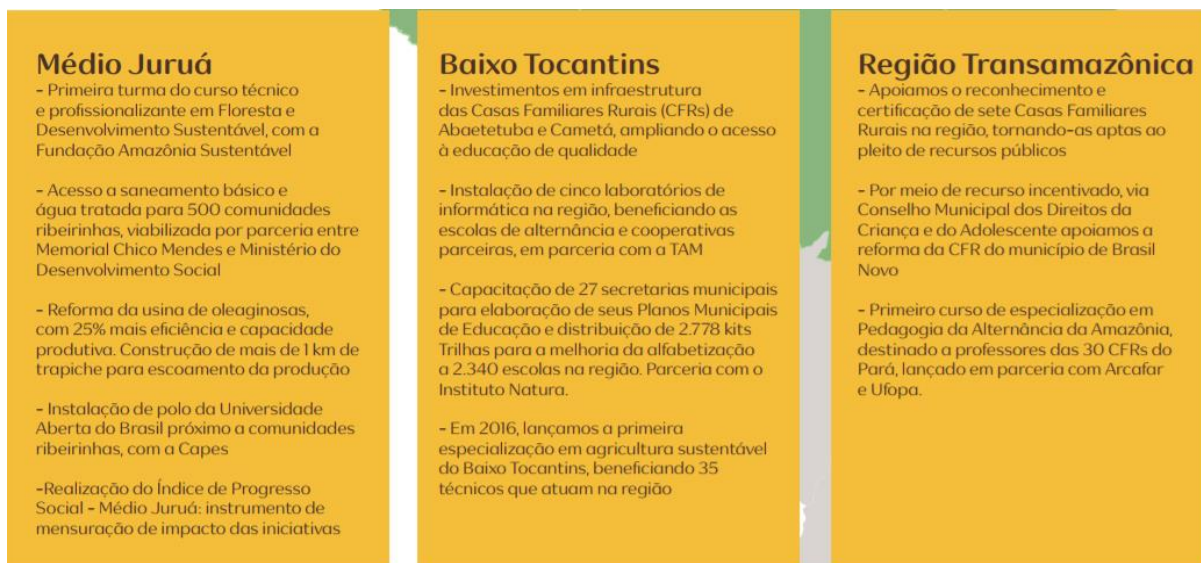 Médio Juruá
- Primeira turma do curso técnico
e profissionalizante em Floresta e
Desenvolvimento Sustentável, com a
Fundação Amazônia Sustentável
- Acesso a saneamento básico e
água tratada para 500 comunidades
ribeirinhas, viabilizada por parceria entre
Memorial Chico Mendes e Ministério do
Desenvolvimento Social
- Reforma da usina de oleaginosas,
com 25% mais eficiência e capacidade
produtiva. Construção de mais de 1 km de
trapiche para escoamento da produção
- Instalação de polo da Universidade
Aberta do Brasil próximo a comunidades
ribeirinhas, com a Capes
-Realização do Índice de Progresso
Social - Médio Juruá: instrumento de
mensuração de impacto das iniciativas
Baixo Tocantins
- Investimentos em infraestrutura
das Casas Familiares Rurais (CFRs) de
Abaetetuba e Cametá, ampliando o acesso
à educação de qualidade
- Instalação de cinco laboratórios de
informática na região, beneficiando as
escolas de alternância e cooperativas
parceiras, em parceria com a TAM
- Capacitação de 27 secretarias municipais
para elaboração de seus Planos Municipais
de Educação e distribuição de 2.778 kits
Trilhas para a melhoria da alfabetização
a 2.340 escolas na região. Parceria com o
Instituto Natura.
- Em 2016, lançamos a primeira
especialização em agricultura sustentável
do Baixo Tocantins, beneficiando 35
técnicos que atuam na região
Região Transamazônica
- Apoiamos o reconhecimento e
certificação de sete Casas Familiares
Rurais na região, tornando-as aptas ao
pleito de recursos públicos
- Por meio de recurso incentivado, via
Conselho Municipal dos Direitos da
Criança e do Adolescente apoiamos a
reforma da CFR do município de Brasil
Novo
- Primeiro curso de especialização em
Pedagogia da Alternância da Amazônia,
destinado a professores das 30 CFRs do
Pará, lançado em parceria com Arcafar
e Ufopa.